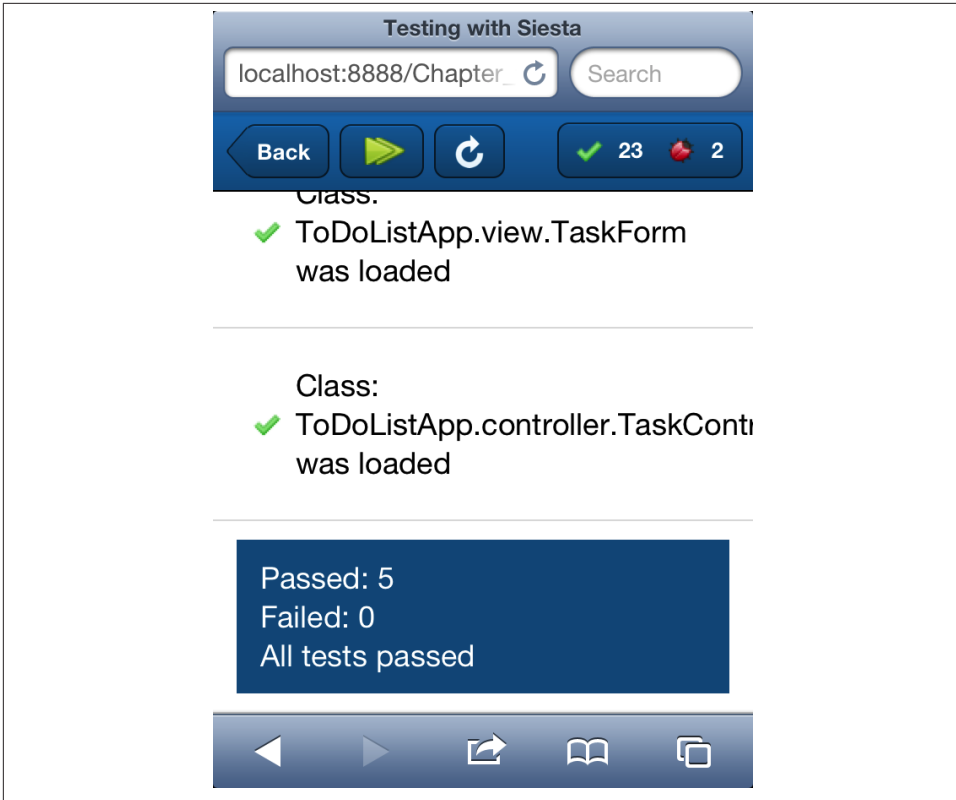 Testing with Siesta
localhost:8888/Chapter_
Search
Back
23
2
Class:
ToDoListApp.view.TaskForm
was loaded
Class:
ToDoListApp.controller.TaskContr
was loaded
Passed: 5
Failed: 0
All tests passed